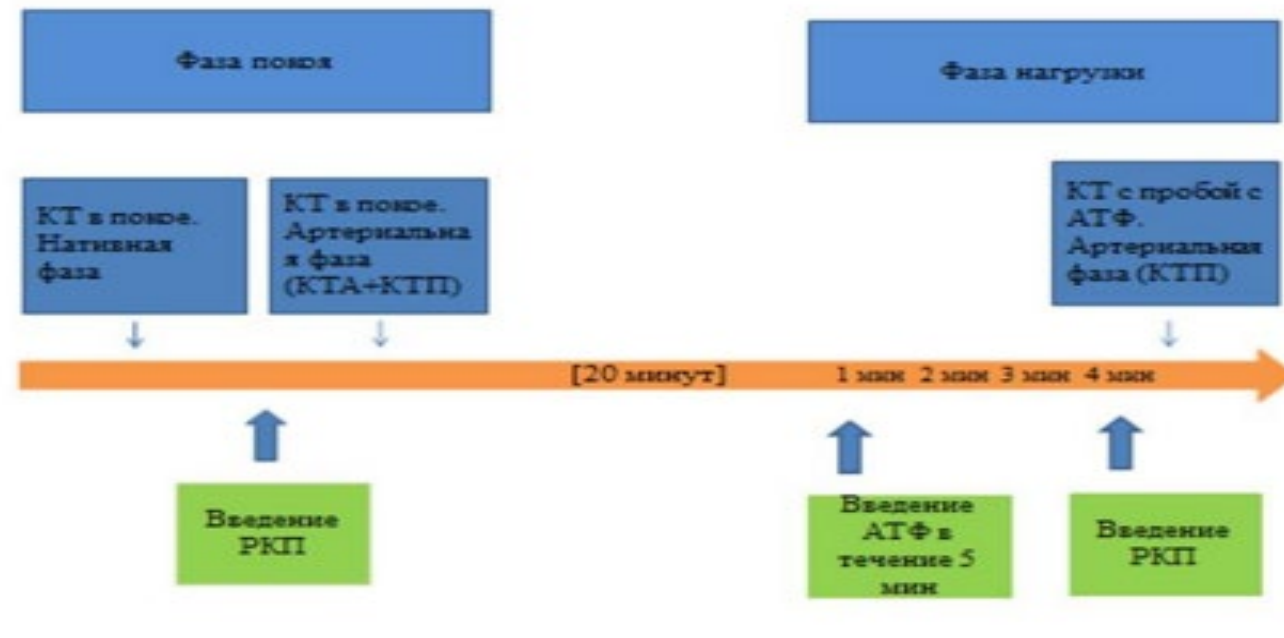 Фаза покоя
Фаза нагрузки
КТ в покое.
Нативная
фаза
КТ в покое.
Артериальна
я фаза
(КТА+КТП)
КТ с пробой с
АТФ.
Артериальная
фаза (КТП)
[20 минут]
1 мин 2 мин 3 мин 4 мин
Введение
РКП
Введение
АТФ в
течение 5
мин
Введение
РКП